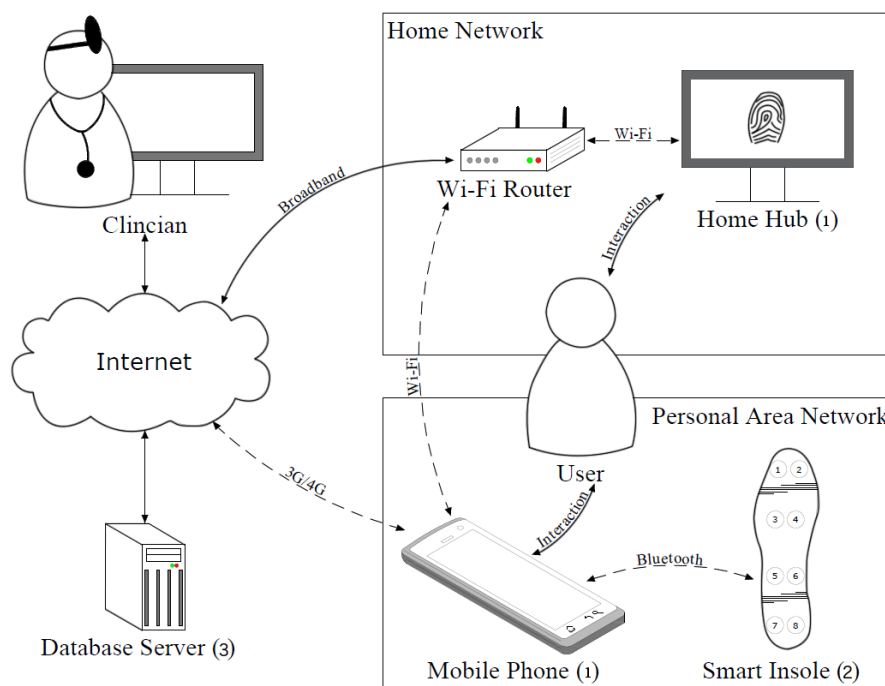 Home Network
Wi-Fi
Wi-Fi Router
Home Hub (1)
Clincian
Broadband
Interaction
Internet
Wi-Fi
Personal Area Network
User
3G/4G
Interaction
Bluetooth
1 2
3 4
5 6
7 8
Database Server (3)
Mobile Phone (1)
Smart Insole (2)